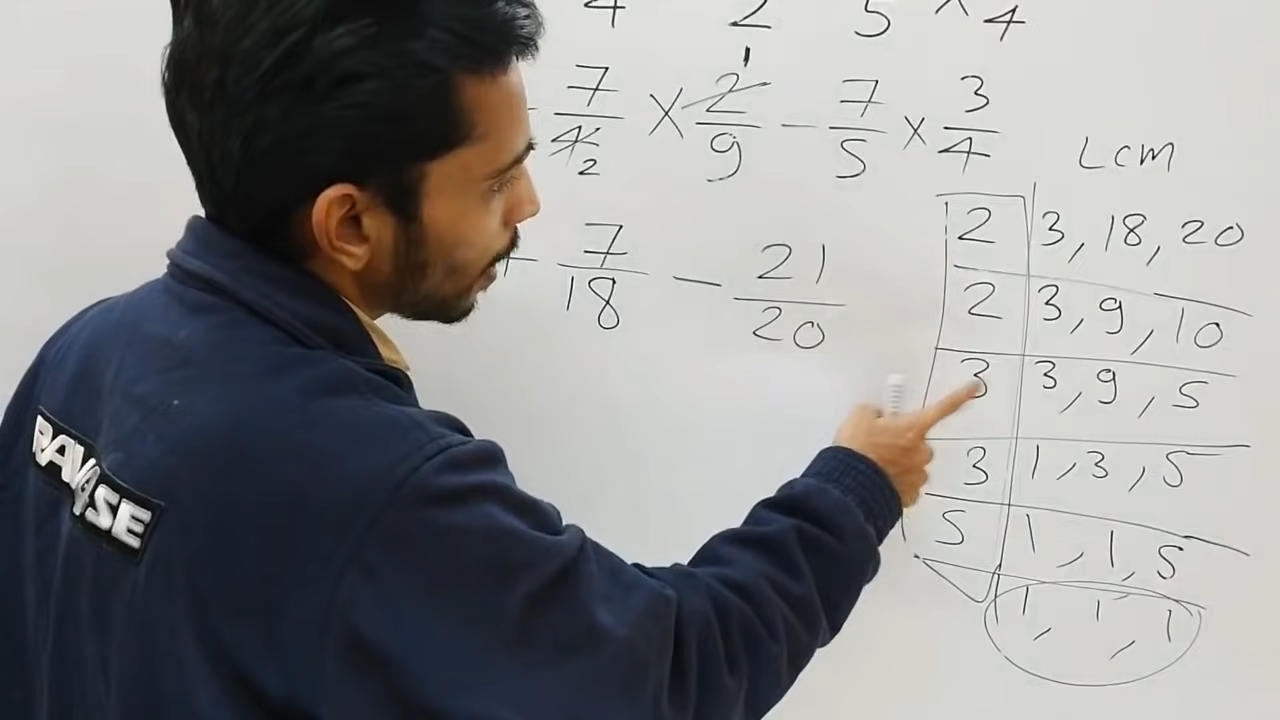 4 2 5 × 4
7/4 2 × 2/9 1 - 7/5 × 3/4
+ 7/18 - 21/20
Lcm
2 | 3, 18, 20
2 | 3, 9, 10
3 | 3, 9, 5
3 | 1, 3, 5
5 | 1, 1, 5
1, 1, 1